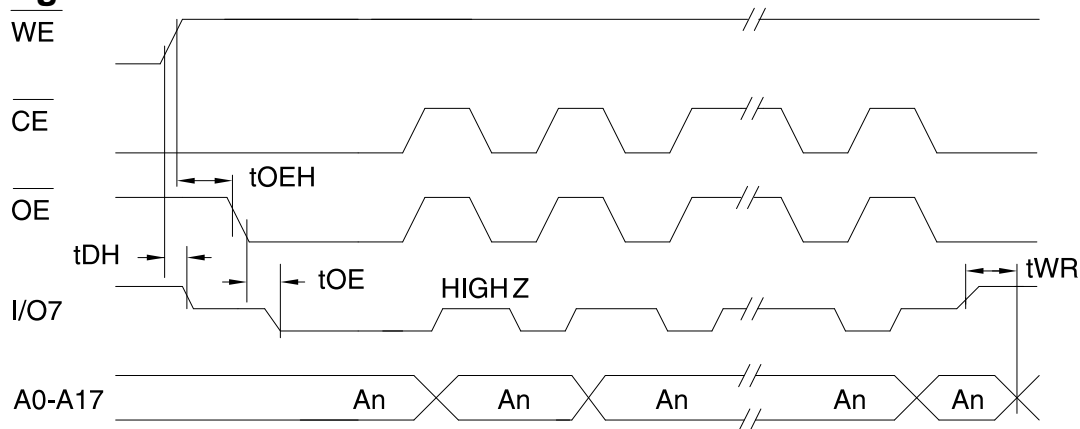 WE
CE
tOEH
OE
tDH
tOE
tWR
HIGH Z
I/O7
A0-A17 An An An An An